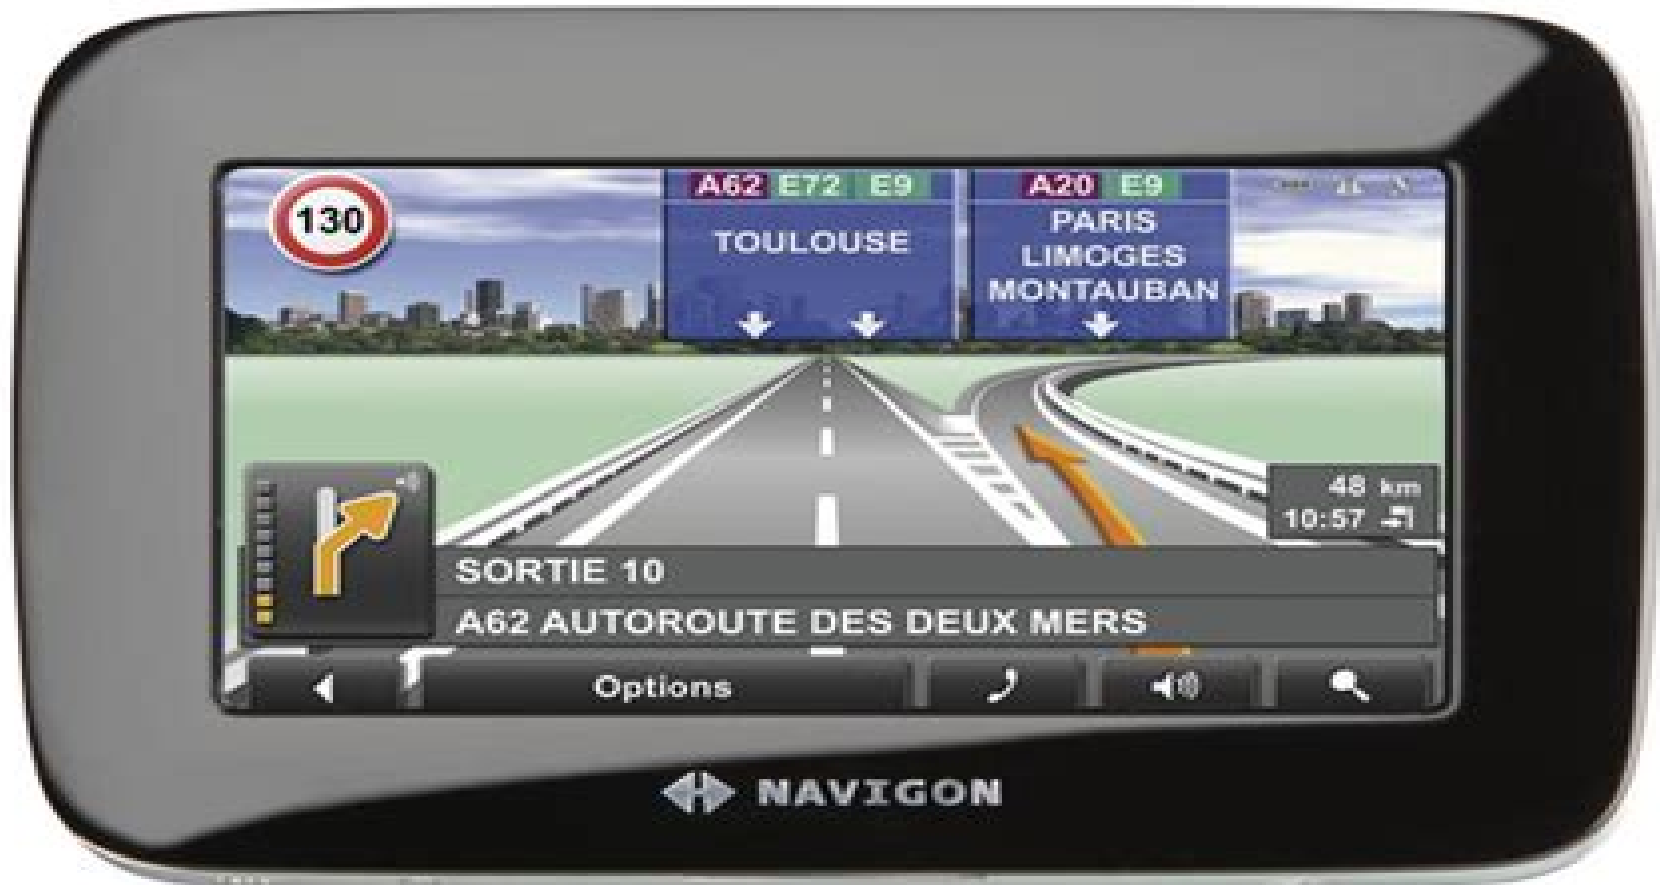 130
A62 E72 E9
TOULOUSE
A20 E9
PARIS
LIMOGES
MONTAUBAN
48 km
10:57
SORTIE 10
A62 AUTOROUTE DES DEUX MERS
Options
NAVIGON